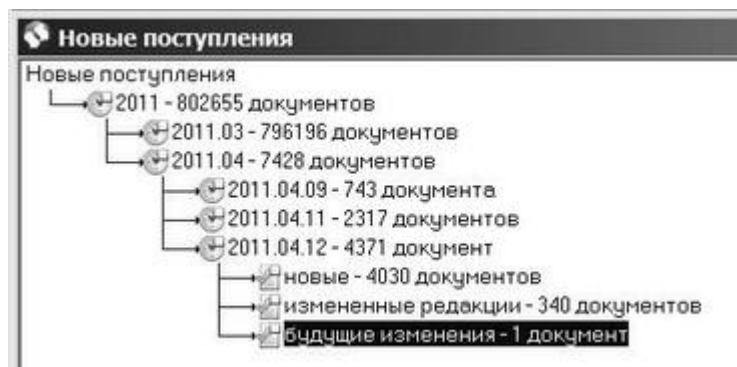 Новые поступления
Новые поступления
2011 - 802655 документов
2011.03 - 796196 документов
2011.04 - 7428 документов
2011.04.09 - 743 документа
2011.04.11 - 2317 документов
2011.04.12 - 4371 документ
новые - 4030 документов
измененные редакции - 340 документов
будущие изменения - 1 документ